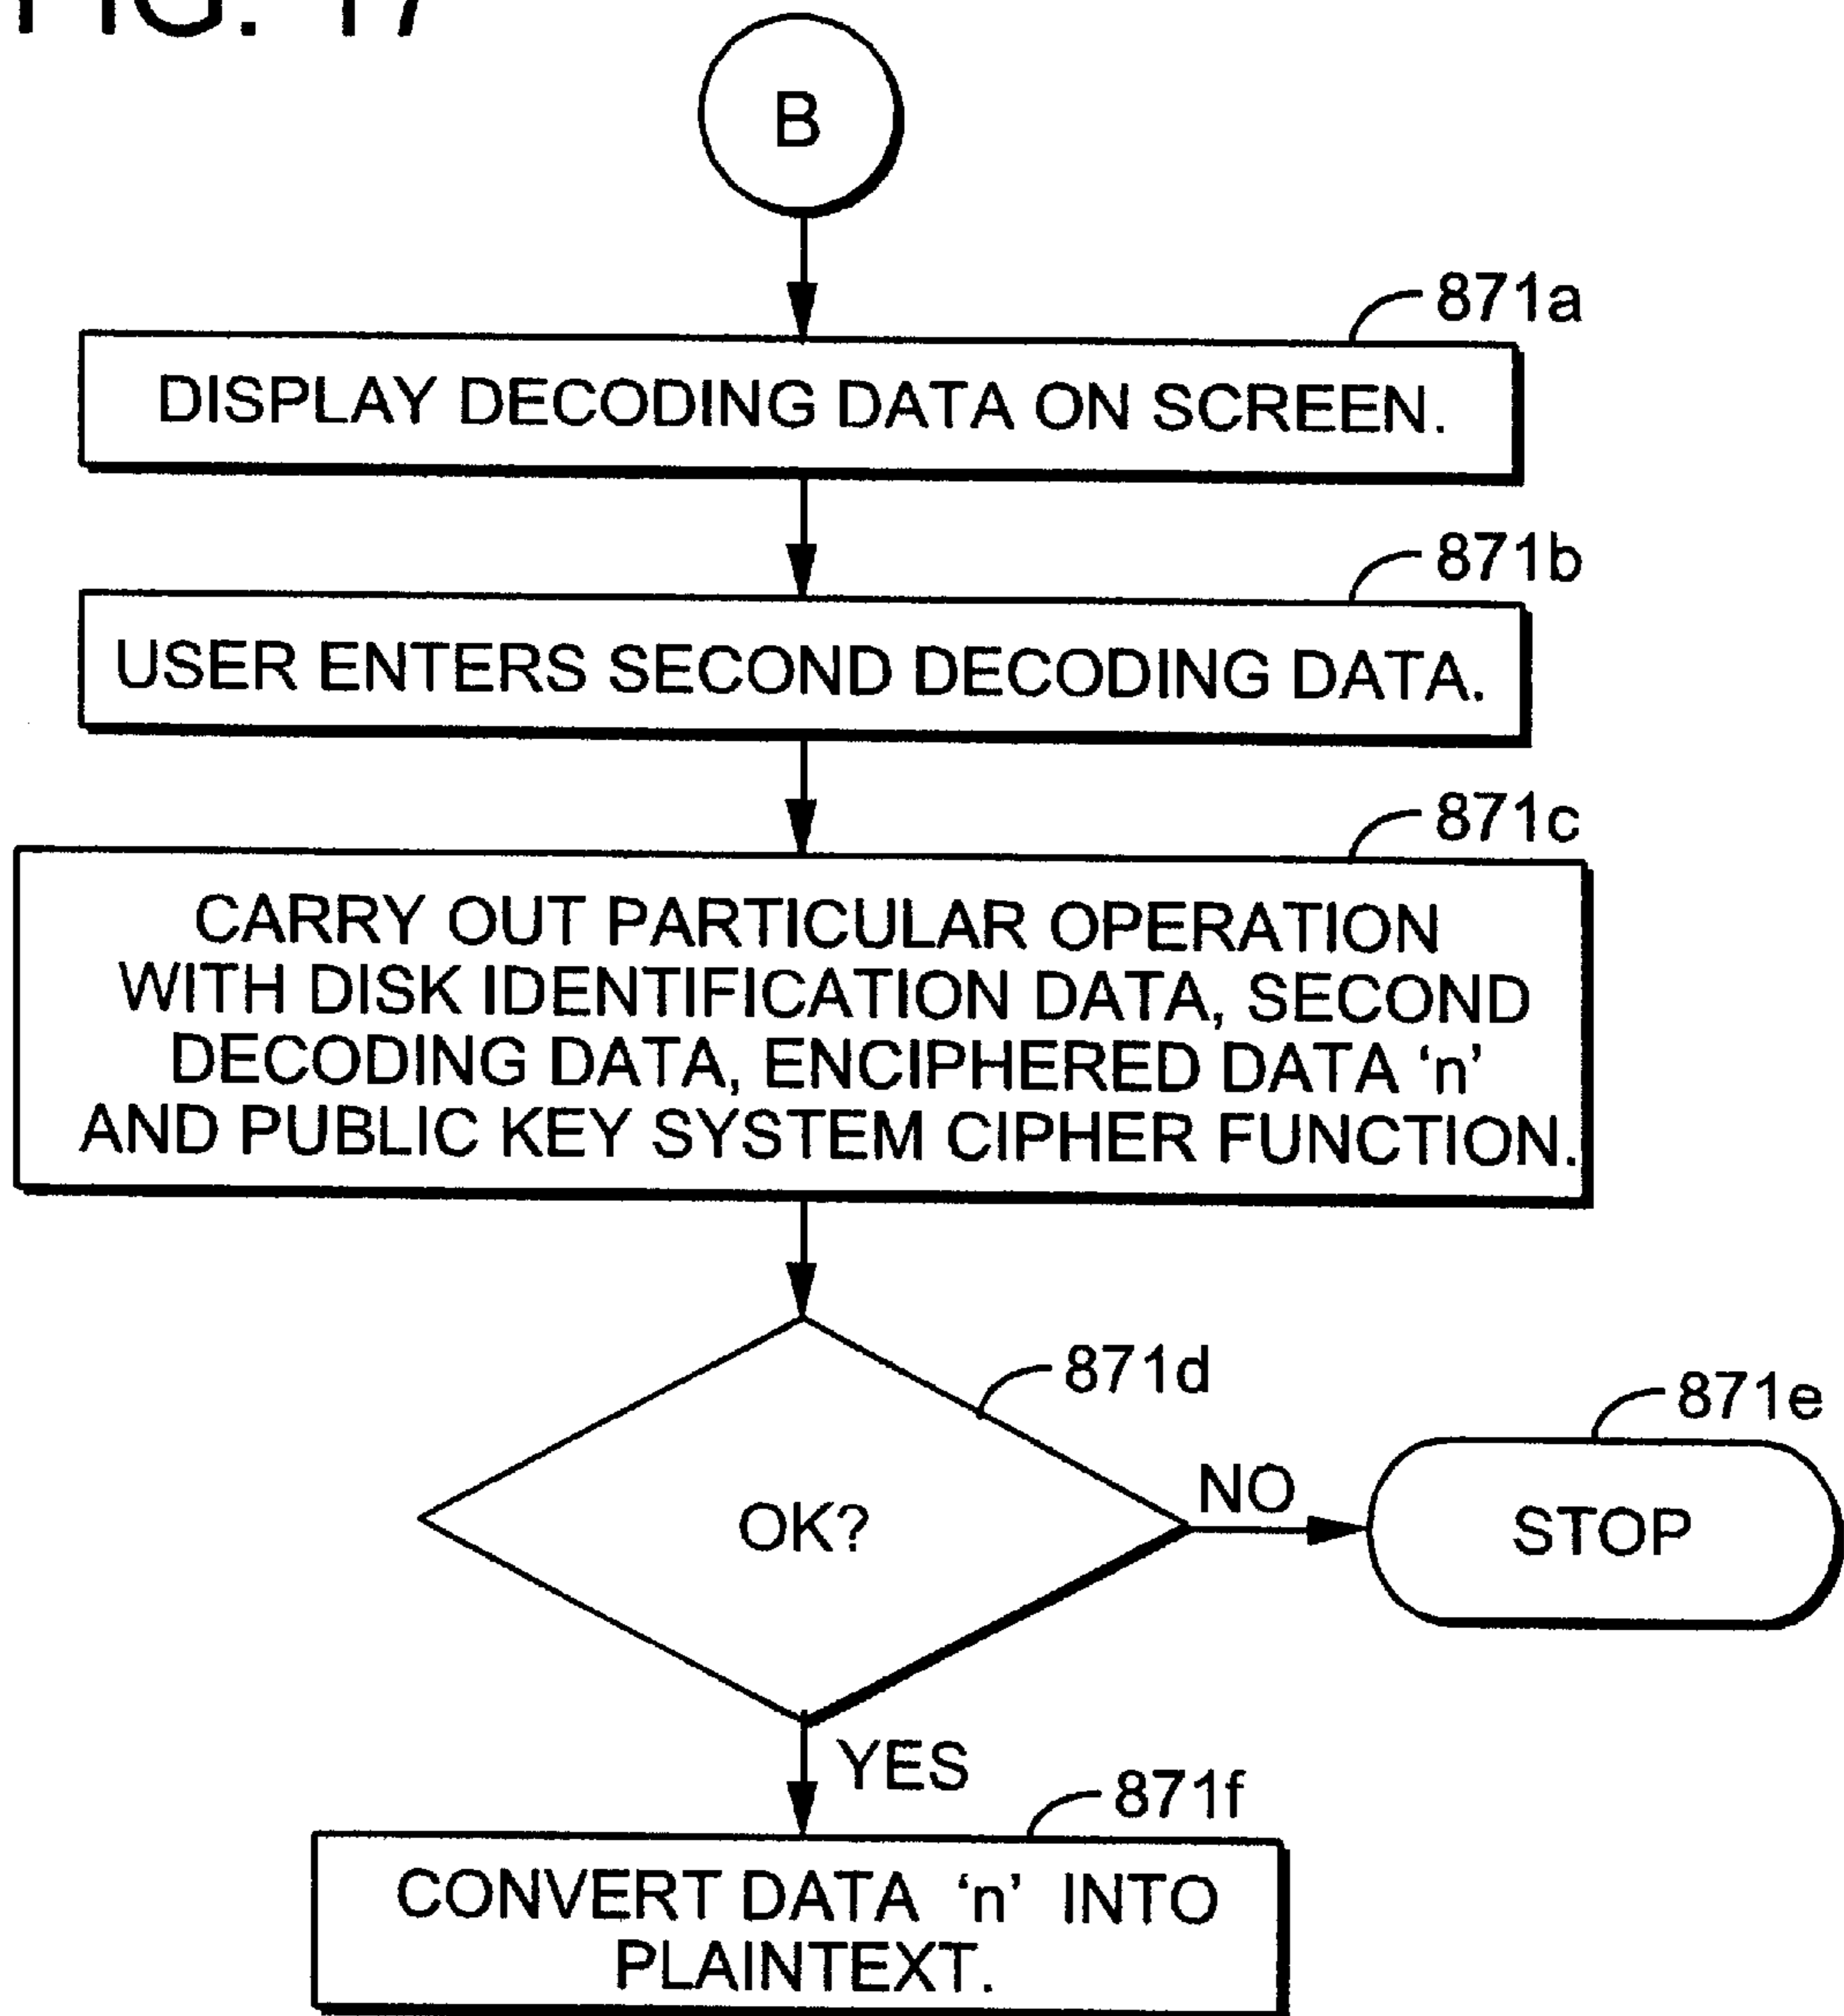 FIG. 17
B
871a
DISPLAY DECODING DATA ON SCREEN.
871b
USER ENTERS SECOND DECODING DATA.
871c
CARRY OUT PARTICULAR OPERATION
WITH DISK IDENTIFICATION DATA, SECOND
DECODING DATA, ENCIPHERED DATA ‘n’
AND PUBLIC KEY SYSTEM CIPHER FUNCTION.
871d
871e
OK?
NO
STOP
YES
871f
CONVERT DATA ‘n’ INTO
PLAINTEXT.